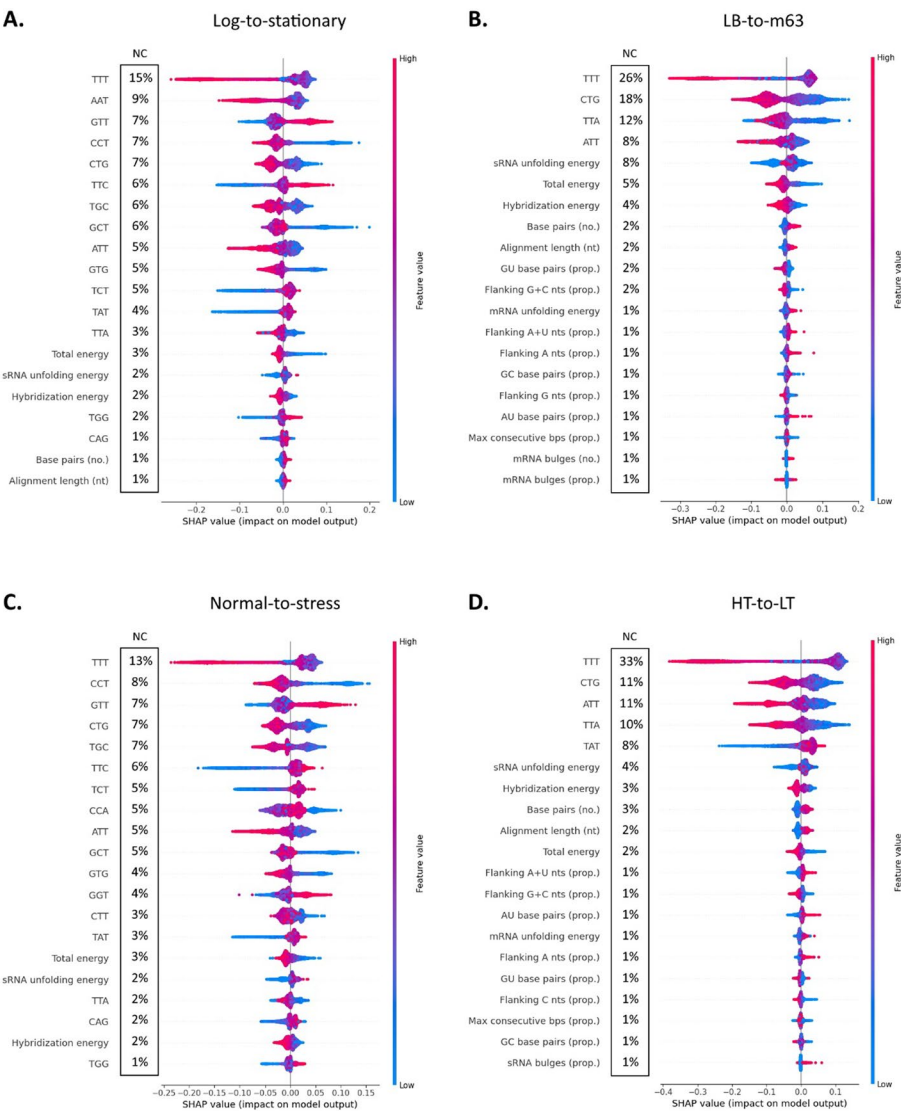 A.
Log-to-stationary
NC
High
TTT 15%
AAT 9%
GTT 7%
CCT 7%
CTG 7%
TTC 6%
TGC 6%
GCT 6%
ATT 5%
GTG 5%
TCT 5%
TAT 4%
TTA 3%
Total energy 3%
sRNA unfolding energy 2%
Hybridization energy 2%
TGG 2%
CAG 1%
Base pairs (no.) 1%
Alignment length (nt) 1%
Feature value
Low
−0.2 −0.1 0.0 0.1 0.2
SHAP value (impact on model output)
B.
LB-to-m63
NC
High
TTT 26%
CTG 18%
TTA 12%
ATT 8%
sRNA unfolding energy 8%
Total energy 5%
Hybridization energy 4%
Base pairs (no.) 2%
Alignment length (nt) 2%
GU base pairs (prop.) 2%
Flanking G+C nts (prop.) 2%
mRNA unfolding energy 1%
Flanking A+U nts (prop.) 1%
Flanking A nts (prop.) 1%
GC base pairs (prop.) 1%
Flanking G nts (prop.) 1%
AU base pairs (prop.) 1%
Max consecutive bps (prop.) 1%
mRNA bulges (no.) 1%
mRNA bulges (prop.) 1%
Feature value
Low
−0.3 −0.2 −0.1 0.0 0.1 0.2
SHAP value (impact on model output)
C.
Normal-to-stress
NC
High
TTT 13%
CCT 8%
GTT 7%
CTG 7%
TGC 7%
TTC 6%
TCT 5%
CCA 5%
ATT 5%
GCT 5%
GTG 4%
GGT 4%
CTT 3%
TAT 3%
Total energy 3%
sRNA unfolding energy 2%
TTA 2%
CAG 2%
Hybridization energy 2%
TGG 1%
Feature value
Low
−0.25 −0.20 −0.15 −0.10 −0.05 0.00 0.05 0.10 0.15
SHAP value (impact on model output)
D.
HT-to-LT
NC
High
TTT 33%
CTG 11%
ATT 11%
TTA 10%
TAT 8%
sRNA unfolding energy 4%
Hybridization energy 3%
Base pairs (no.) 3%
Alignment length (nt) 2%
Total energy 2%
Flanking A+U nts (prop.) 1%
Flanking G+C nts (prop.) 1%
AU base pairs (prop.) 1%
mRNA unfolding energy 1%
Flanking A nts (prop.) 1%
GU base pairs (prop.) 1%
Flanking C nts (prop.) 1%
Max consecutive bps (prop.) 1%
GC base pairs (prop.) 1%
sRNA bulges (prop.) 1%
Feature value
Low
−0.4 −0.3 −0.2 −0.1 0.0 0.1
SHAP value (impact on model output)